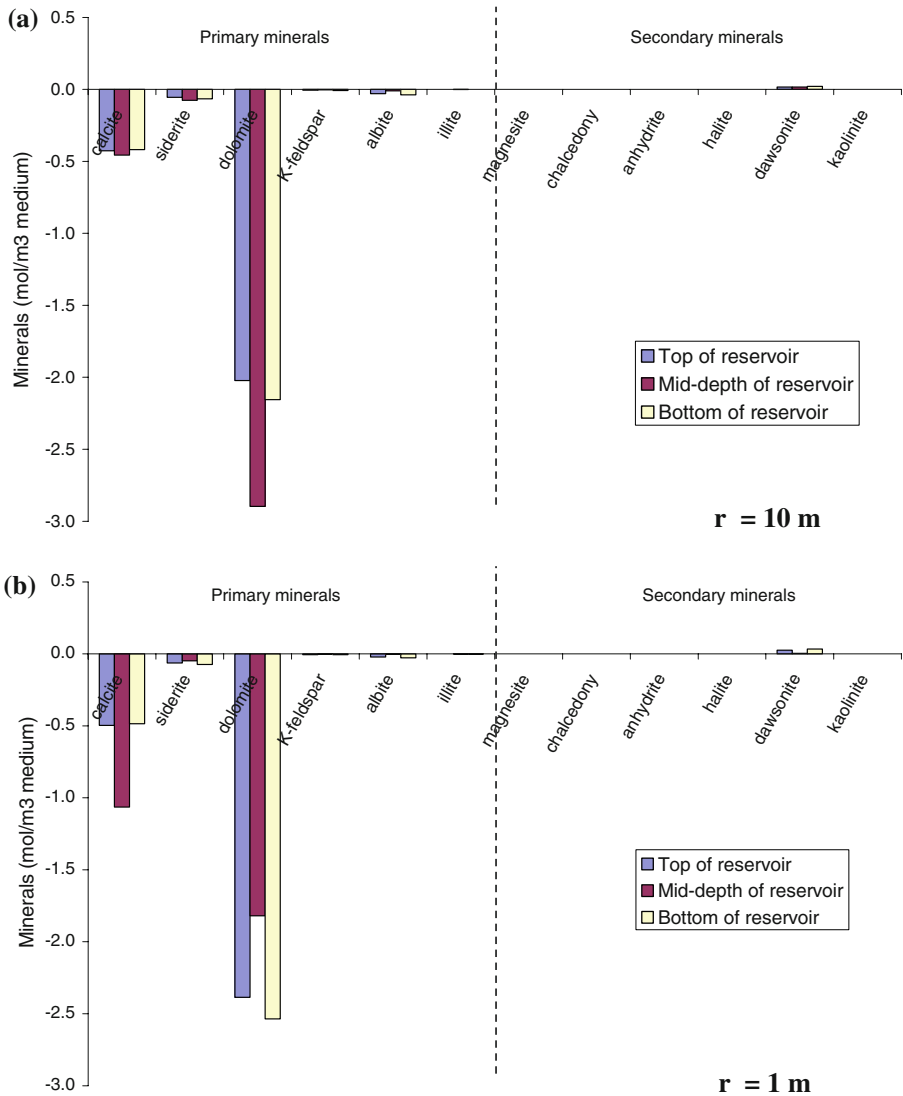 (a)
0.5
Primary minerals
Secondary minerals
0.0
-0.5
-1.0
-1.5
-2.0
-2.5
-3.0
Minerals (mol/m3 medium)
calcite
siderite
dolomite
K-feldspar
albite
illite
magnesite
chalcedony
anhydrite
halite
dawsonite
kaolinite
Top of reservoir
Mid-depth of reservoir
Bottom of reservoir
r = 10 m
(b)
0.5
Primary minerals
Secondary minerals
0.0
-0.5
-1.0
-1.5
-2.0
-2.5
-3.0
Minerals (mol/m3 medium)
calcite
siderite
dolomite
K-feldspar
albite
illite
magnesite
chalcedony
anhydrite
halite
dawsonite
kaolinite
Top of reservoir
Mid-depth of reservoir
Bottom of reservoir
r = 1 m